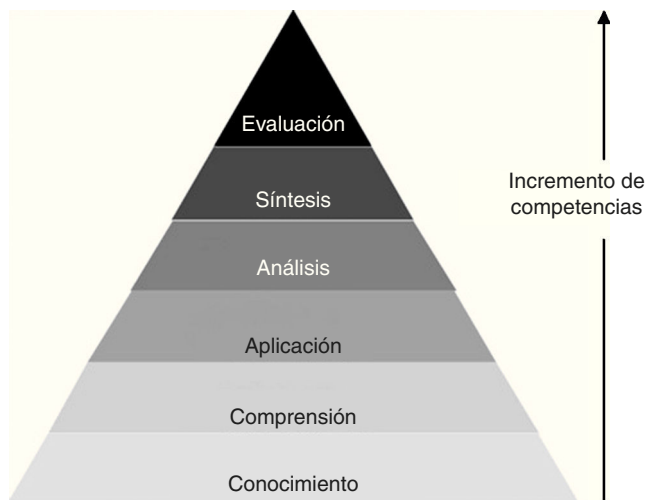 Evaluación
Síntesis
Incremento de
competencias
Análisis
Aplicación
Comprensión
Conocimiento